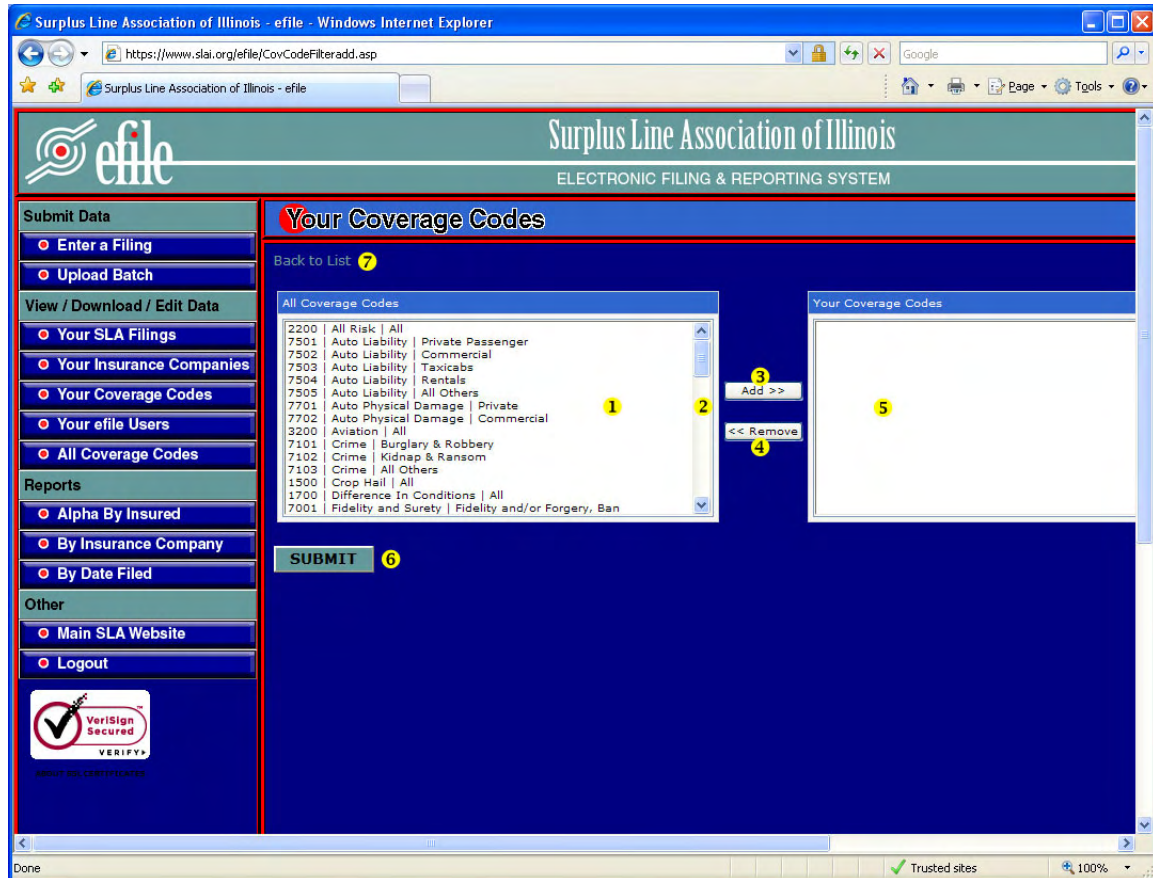 Surplus Line Association of Illinois - efile - Windows Internet Explorer
https://www.slai.org/efile/CovCodeFilteradd.asp
Google
Surplus Line Association of Illinois - efile
Page
Tools
efile
Surplus Line Association of Illinois
ELECTRONIC FILING & REPORTING SYSTEM
Submit Data
Enter a Filing
Upload Batch
View / Download / Edit Data
Your SLA Filings
Your Insurance Companies
Your Coverage Codes
Your efile Users
All Coverage Codes
Reports
Alpha By Insured
By Insurance Company
By Date Filed
Other
Main SLA Website
Logout
VeriSign
Secured
VERIFY
Your Coverage Codes
Back to List 7
All Coverage Codes
2200 | All Risk | All
7501 | Auto Liability | Private Passenger
7502 | Auto Liability | Commercial
7503 | Auto Liability | Taxicabs
7504 | Auto Liability | Rentals
7505 | Auto Liability | All Others
7701 | Auto Physical Damage | Private
7702 | Auto Physical Damage | Commercial
3200 | Aviation | All
7101 | Crime | Burglary & Robbery
7102 | Crime | Kidnap & Ransom
7103 | Crime | All Others
1500 | Crop Hail | All
1700 | Difference In Conditions | All
7001 | Fidelity and Surety | Fidelity and/or Forgery, Ban
1
2
3
Add >>
<< Remove
4
Your Coverage Codes
5
SUBMIT 6
Done
Trusted sites
100%